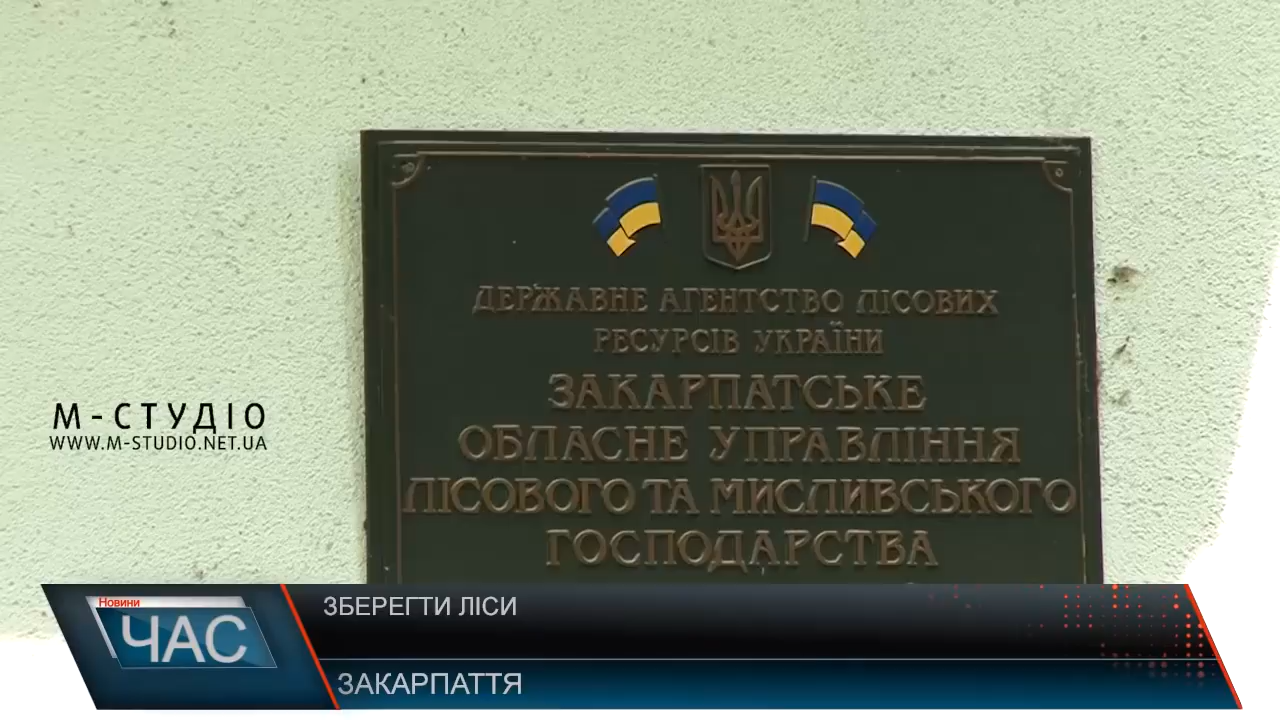 ДЕРЖАВНЕ АГЕНТСТВО ЛІСОВИХ
РЕСУРСІВ УКРАЇНИ
ЗАКАРПАТСЬКЕ
ОБЛАСНЕ УПРАВЛІННЯ
ЛІСОВОГО ТА МИСЛИВСЬКОГО
ГОСПОДАРСТВА
М-СТУДІО
WWW.M-STUDIO.NET.UA
Новини
ЧАС
ЗБЕРЕГТИ ЛІСИ
ЗАКАРПАТТЯ